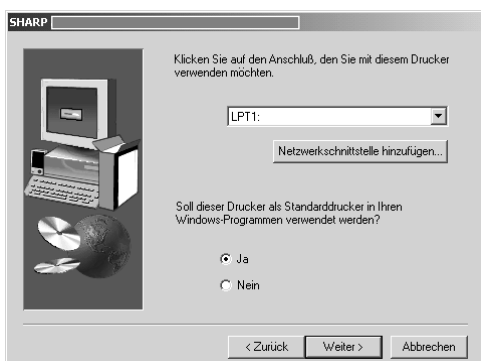 SHARP
Klicken Sie auf den Anschluß, den Sie mit diesem Drucker
verwenden möchten.
LPT1:
Netzwerkschnittstelle hinzufügen...
Soll dieser Drucker als Standarddrucker in Ihren
Windows-Programmen verwendet werden?
Ja
Nein
< Zurück Weiter > Abbrechen